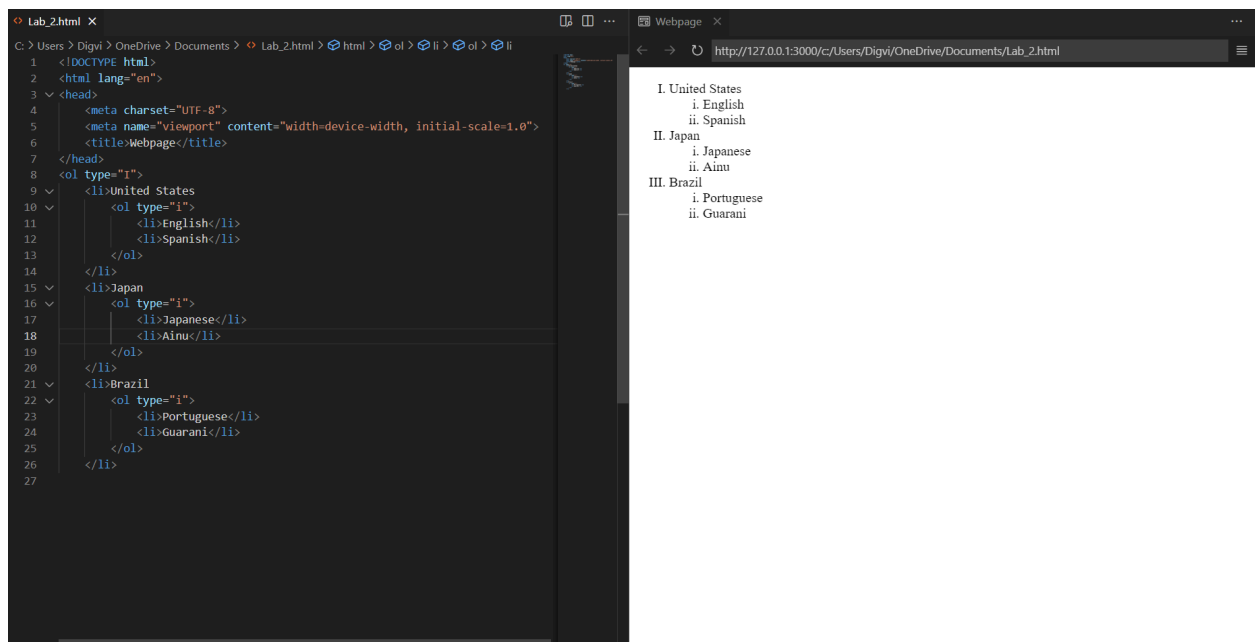 Lab_2.html
C: > Users > Digvi > OneDrive > Documents > Lab_2.html > html > ol > li > ol > li
1 <!DOCTYPE html>
2 <html lang="en">
3 <head>
4     <meta charset="UTF-8">
5     <meta name="viewport" content="width=device-width, initial-scale=1.0">
6     <title>Webpage</title>
7 </head>
8 <ol type="I">
9     <li>United States
10         <ol type="i">
11             <li>English</li>
12             <li>Spanish</li>
13         </ol>
14     </li>
15     <li>Japan
16         <ol type="i">
17             <li>Japanese</li>
18             <li>Ainu</li>
19         </ol>
20     </li>
21     <li>Brazil
22         <ol type="i">
23             <li>Portuguese</li>
24             <li>Guarani</li>
25         </ol>
26     </li>
27
Webpage
http://127.0.0.1:3000/c:/Users/Digvi/OneDrive/Documents/Lab_2.html
I. United States
i. English
ii. Spanish
II. Japan
i. Japanese
ii. Ainu
III. Brazil
i. Portuguese
ii. Guarani